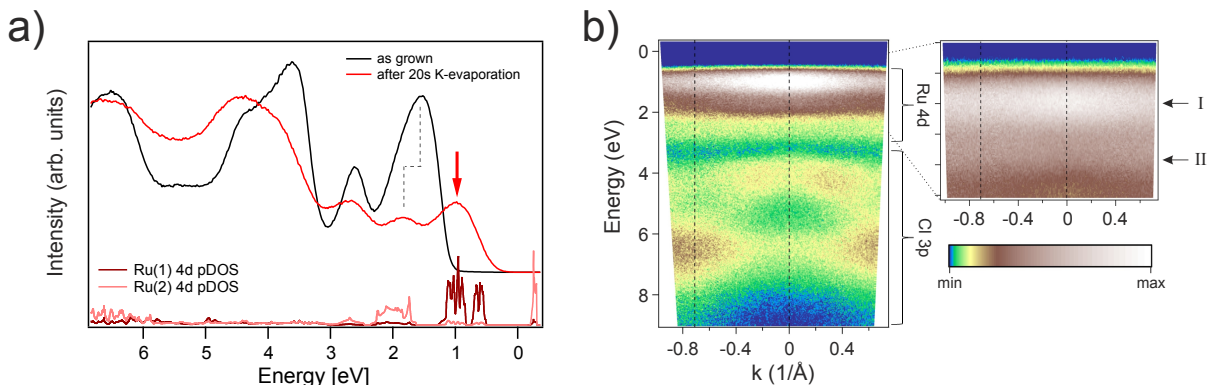 a)
as grown
after 20s K-evaporation
Intensity (arb. units)
Ru(1) 4d pDOS
Ru(2) 4d pDOS
6 5 4 3 2 1 0
Energy [eV]
b)
0
2
4
6
8
Energy (eV)
-0.8 -0.4 0 0.4
k (1/Å)
Ru 4d
Cl 3p
I
II
-0.8 -0.4 0 0.4
min max